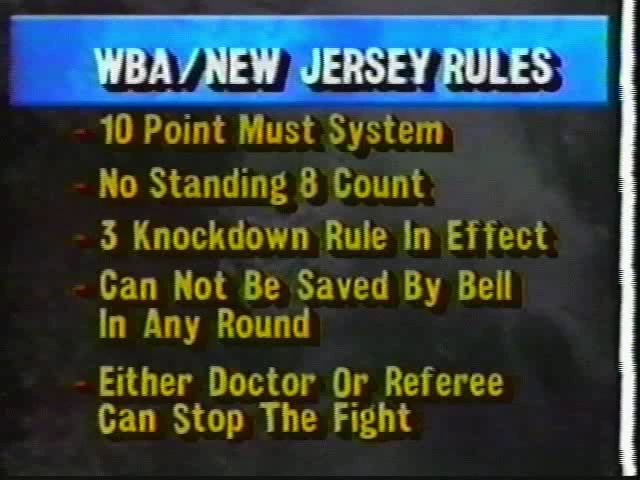 WBA/NEW JERSEY RULES
- 10 Point Must System
- No Standing 8 Count
- 3 Knockdown Rule In Effect
- Can Not Be Saved By Bell
In Any Round
- Either Doctor Or Referee
Can Stop The Fight